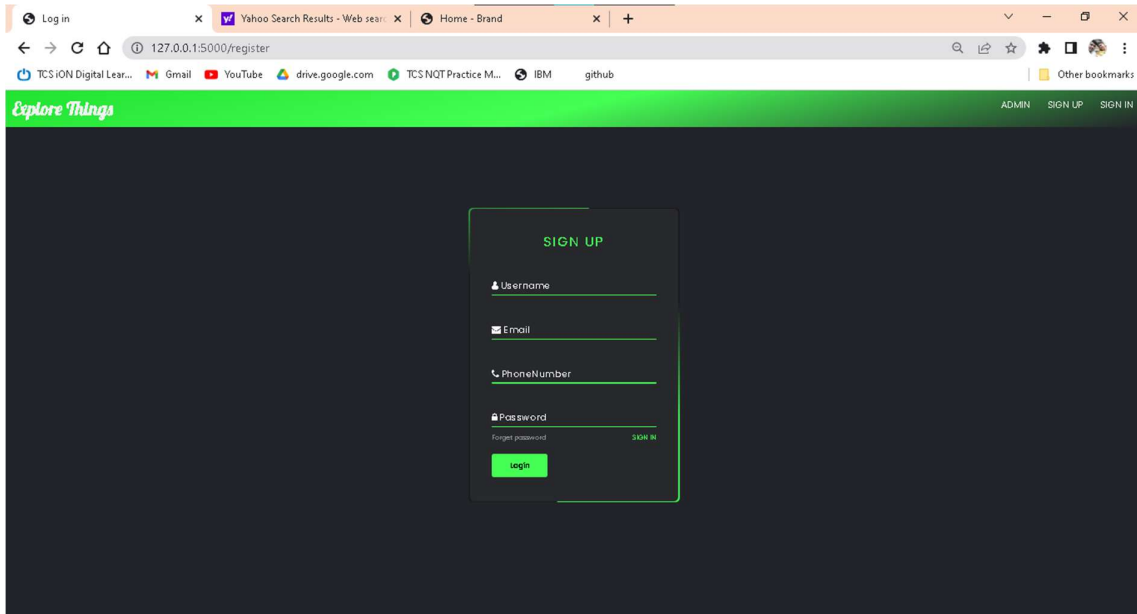 Log in
Yahoo Search Results - Web sear
Home - Brand
127.0.0.1:5000/register
TCS iON Digital Lear...
Gmail
YouTube
drive.google.com
TCS NQT Practice M...
IBM
github
Other bookmarks
Explore Things
ADMIN
SIGN UP
SIGN IN
SIGN UP
Username
Email
PhoneNumber
Password
Forget password
SIGN IN
Login